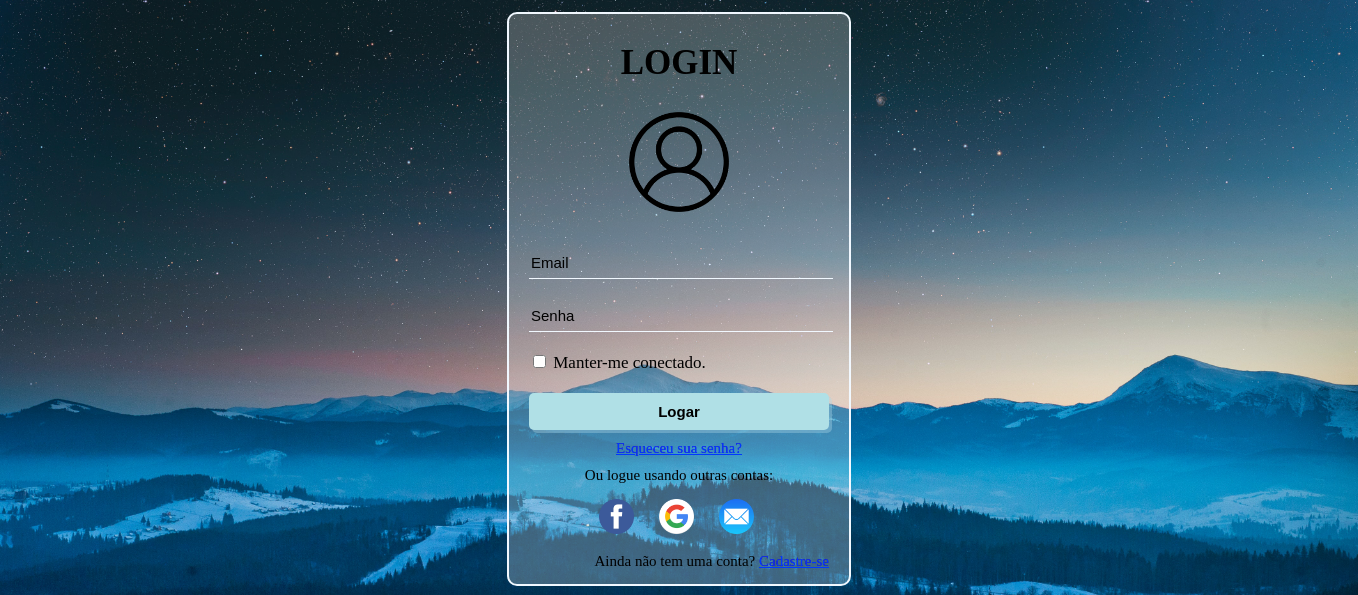 LOGIN
Email
Senha
Manter-me conectado.
Logar
Esqueceu sua senha?
Ou logue usando outras contas:
Ainda não tem uma conta? Cadastre-se